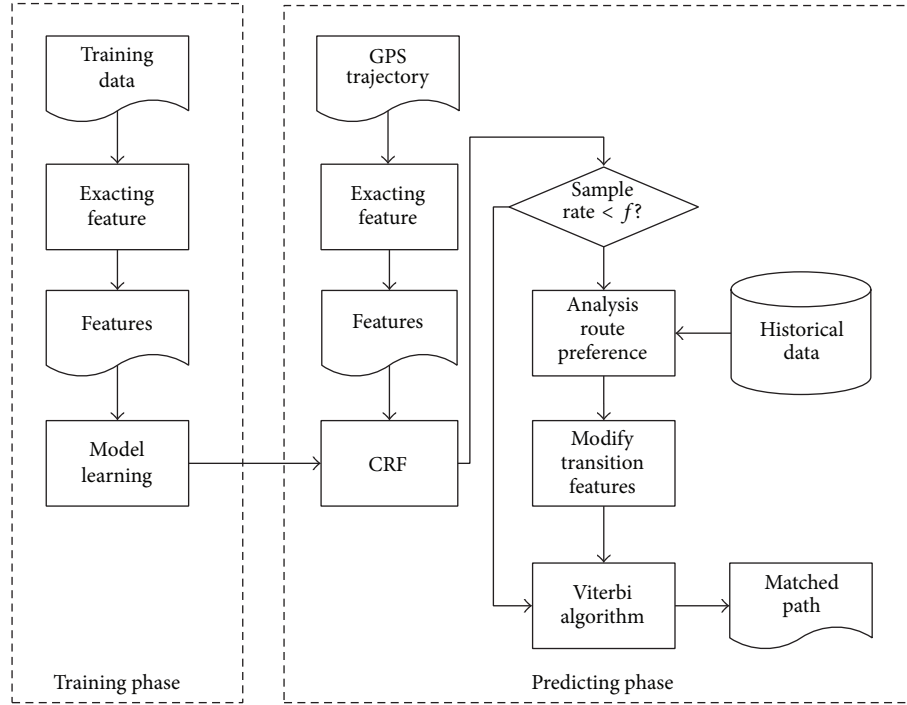 Training
data
Exacting
feature
Features
Model
learning
Training phase
GPS
trajectory
Exacting
feature
Features
CRF
Sample
rate < f?
Analysis
route
preference
Historical
data
Modify
transition
features
Viterbi
algorithm
Matched
path
Predicting phase